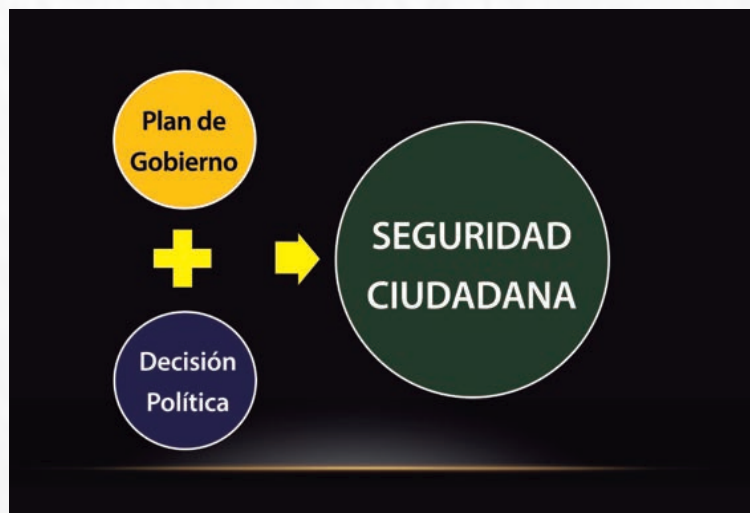 Plan de
Gobierno
Decisión
Política
SEGURIDAD
CIUDADANA